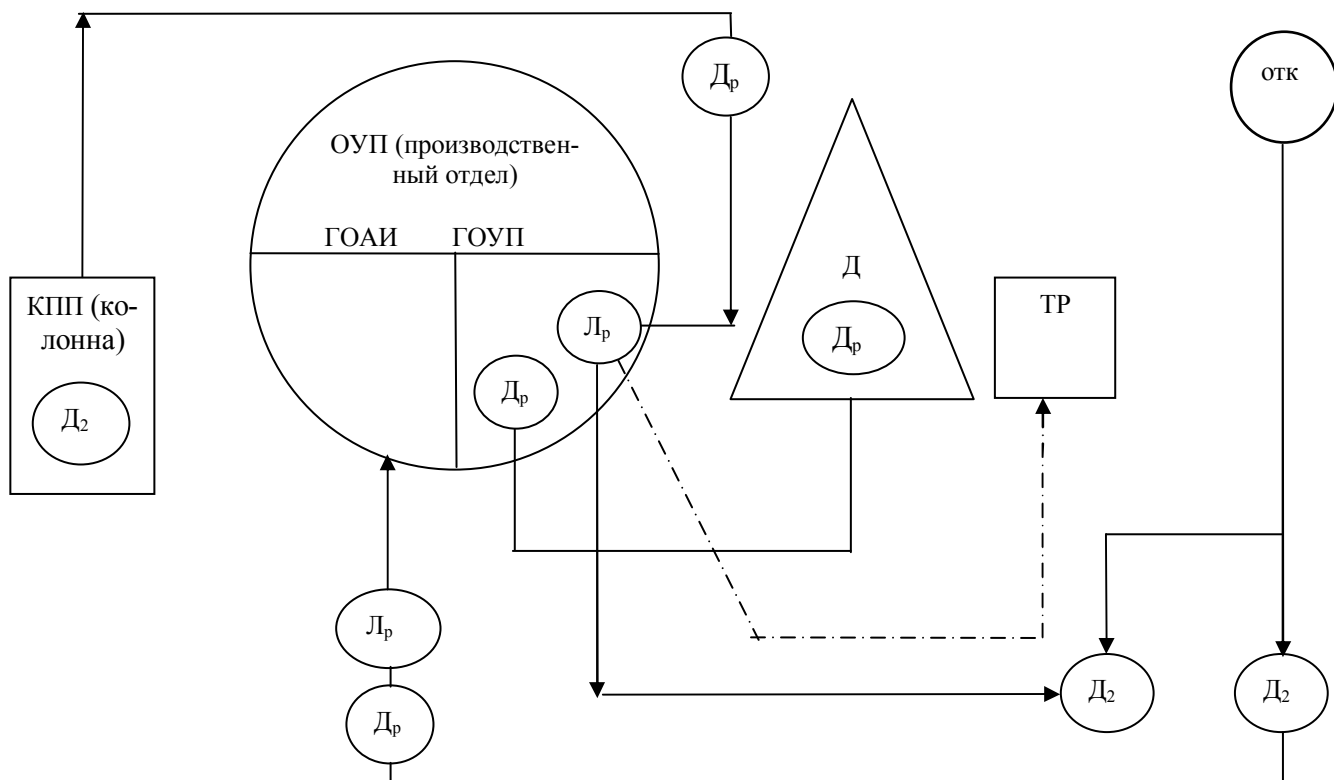 Др
отк
ОУП (производствен-
ный отдел)
ГОАИ ГОУП
Д
КПП (ко-
лонна)
ТР
Лр
Др
Др
Д2
Лр
Д2
Д2
Др